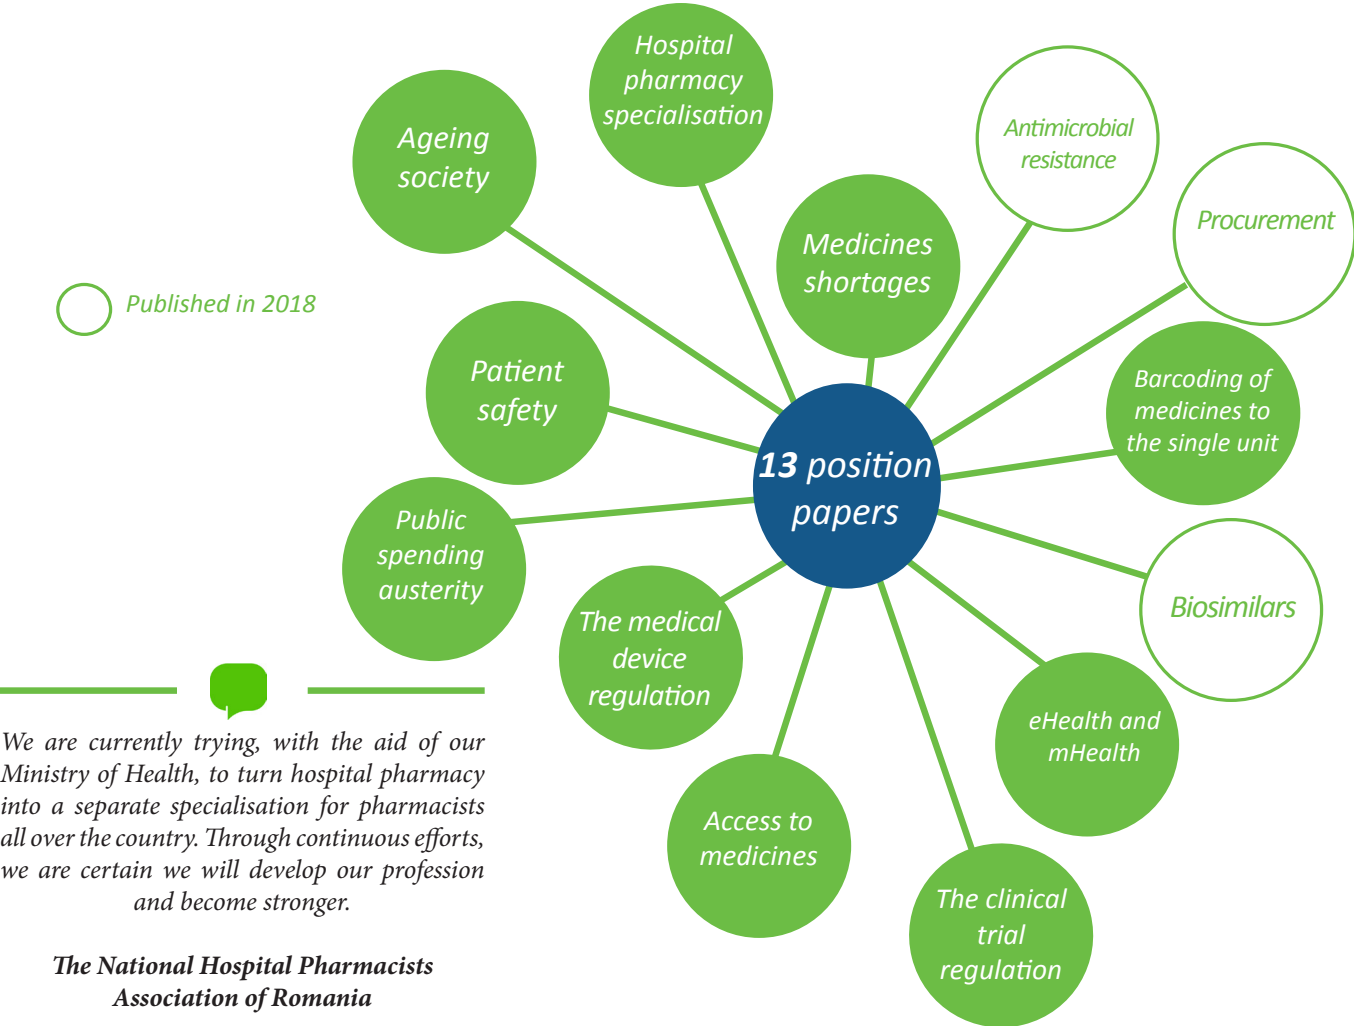 Hospital
pharmacy
specialisation
Ageing
society
Antimicrobial
resistance
Procurement
Medicines
shortages
Published in 2018
Patient
safety
Barcoding of
medicines to
the single unit
13 position
papers
Public
spending
austerity
Biosimilars
The medical
device
regulation
eHealth and
mHealth
Access to
medicines
The clinical
trial
regulation
We are currently trying, with the aid of our
Ministry of Health, to turn hospital pharmacy
into a separate specialisation for pharmacists
all over the country. Through continuous efforts,
we are certain we will develop our profession
and become stronger.
The National Hospital Pharmacists
Association of Romania